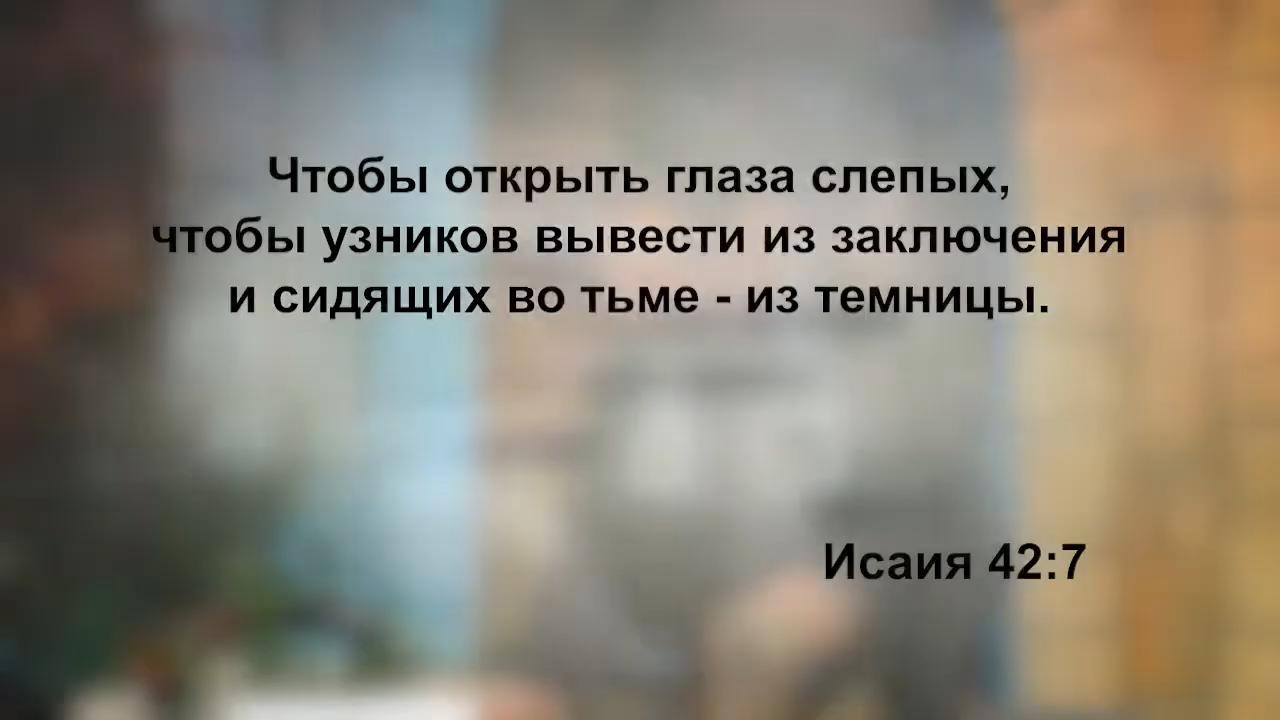 Чтобы открыть глаза слепых,
чтобы узников вывести из заключения
и сидящих во тьме - из темницы.
Исаия 42:7